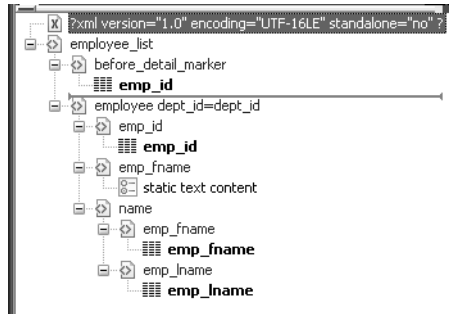 ?xml version="1.0" encoding="UTF-16LE" standalone="no" ?
employee_list
before_detail_marker
emp_id
employee dept_id=dept_id
emp_id
emp_id
emp_fname
static text content
name
emp_fname
emp_fname
emp_lname
emp_lname